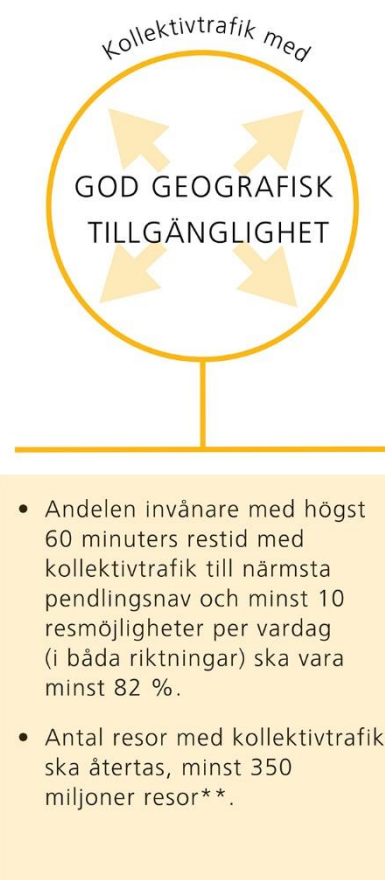 Kollektivtrafik med
GOD GEOGRAFISK
TILLGÄNGLIGHET
• Andelen invånare med högst
60 minuters restid med
kollektivtrafik till närmsta
pendlingsnav och minst 10
resmöjligheter per vardag
(i båda riktningar) ska vara
minst 82 %.
• Antal resor med kollektivtrafik
ska återtas, minst 350
miljoner resor**.